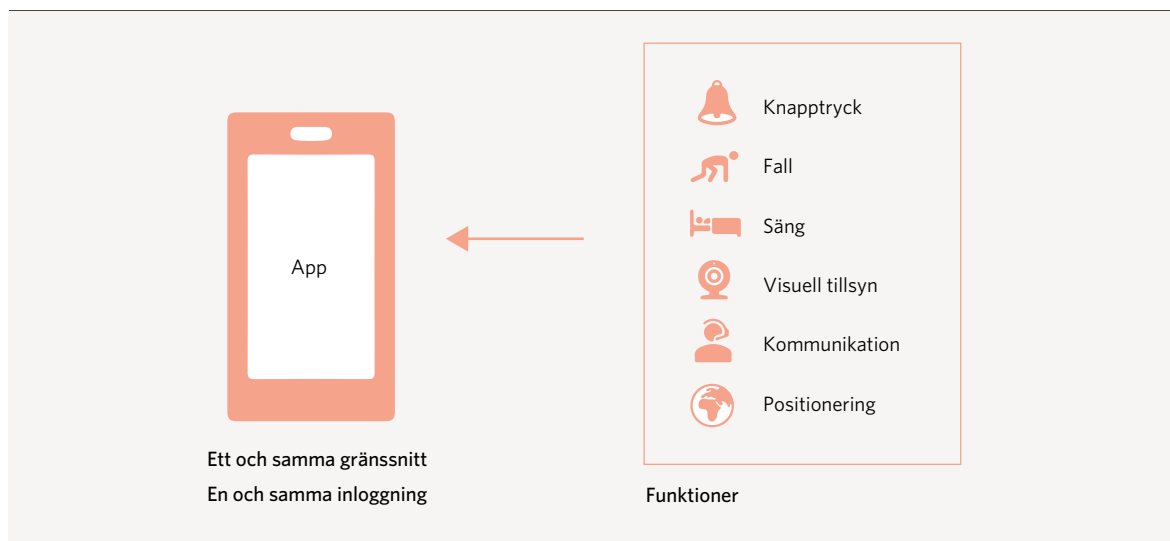 App
Ett och samma gränssnitt
En och samma inloggning
Knapptryck
Fall
Säng
Visuell tillsyn
Kommunikation
Positionering
Funktioner